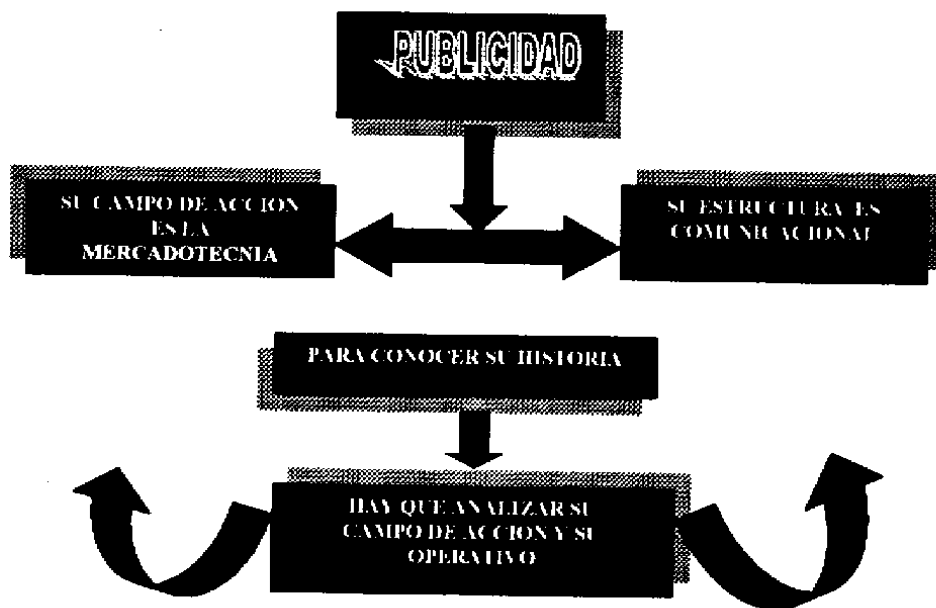 PUBLICIDAD
SU CAMPO DE ACCION
ES LA
MERCADOTECNIA
SU ESTRUCTURA ES
COMUNICACIONAL
PARA CONOCER SU HISTORIA
HAY QUE ANALIZAR SU
CAMPO DE ACCION Y SU
OPERATIVO